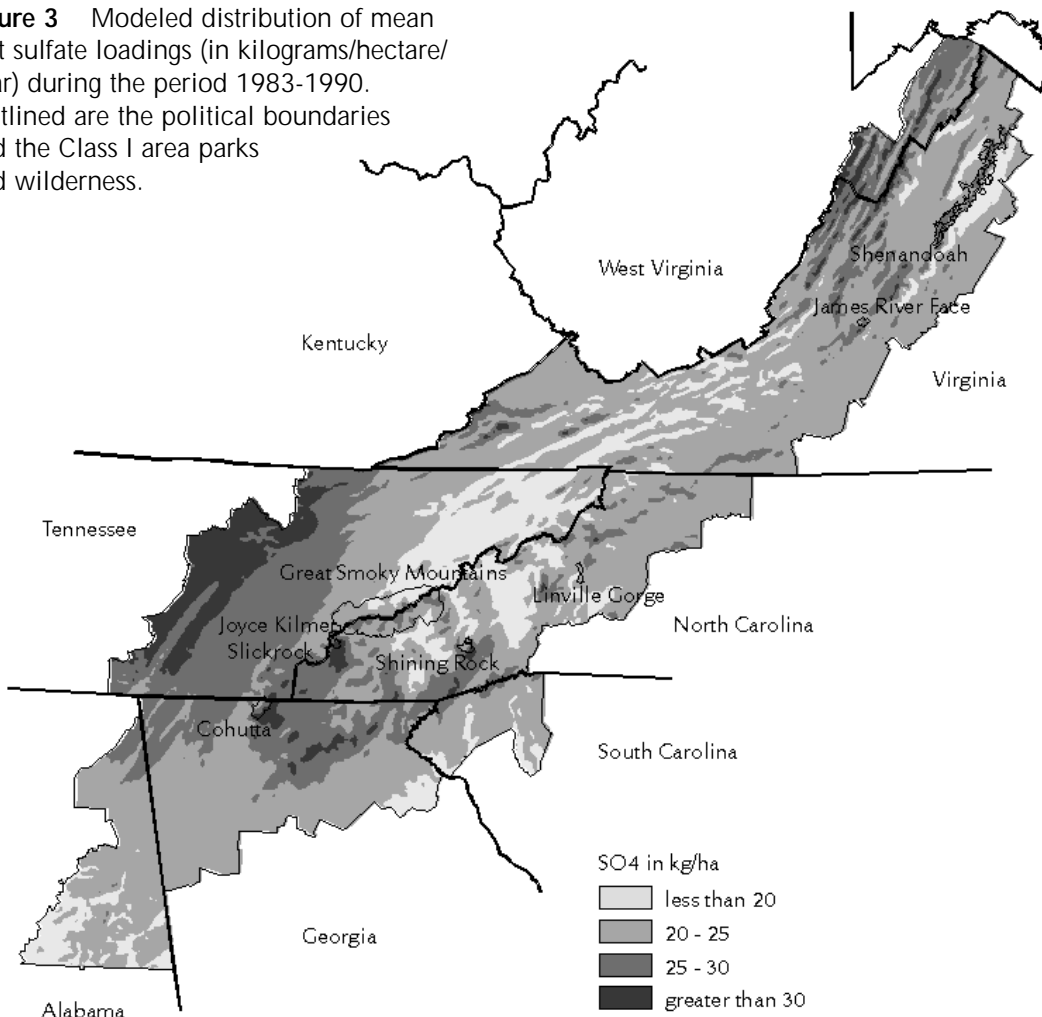 ure 3 Modeled distribution of mean
t sulfate loadings (in kilograms/hectare/
r) during the period 1983-1990.
tlined are the political boundaries
d the Class I area parks
d wilderness.
West Virginia
Shenandoah
James River Face
Kentucky
Virginia
Tennessee
Great Smoky Mountains
Linville Gorge
Joyce Kilmer
Slickrock
North Carolina
Shining Rock
Cohutta
South Carolina
SO4 in kg/ha
less than 20
20 - 25
25 - 30
greater than 30
Georgia
Alabama